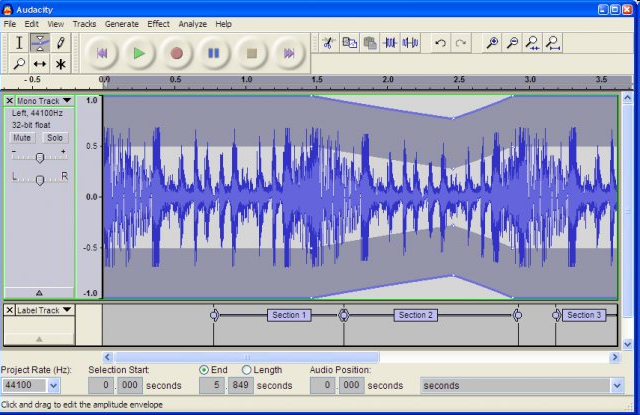 Audacity
File Edit View Tracks Generate Effect Analyze Help
- 0.5 0.0 0.5 1.0 1.5 2.0 2.5 3.0 3.5
Mono Track
Left, 44100Hz
32-bit float
Mute Solo
- +
L R
1.0
0.5
0.0
-0.5
-1.0
Label Track
Section 1 Section 2 Section 3
Project Rate (Hz): Selection Start: End Length Audio Position:
44100 0 . 000 seconds 5 . 849 seconds 0 . 000 seconds seconds
Click and drag to edit the amplitude envelope